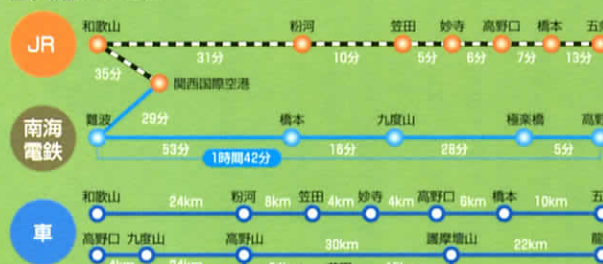 和歌山 粉河 笠田 妙寺 高野口 橋本
JR
31分 10分 5分 6分 7分 13分
35分
関西国際空港
29分
難波 橋本 九度山 極楽橋
南海
電鉄
53分 16分 28分 5分
1時間42分
和歌山 24km 粉河 8km 笠田 4km 妙寺 4km 高野口 6km 橋本 10km
車
高野口 九度山 高野山 30km 護摩壇山 22km